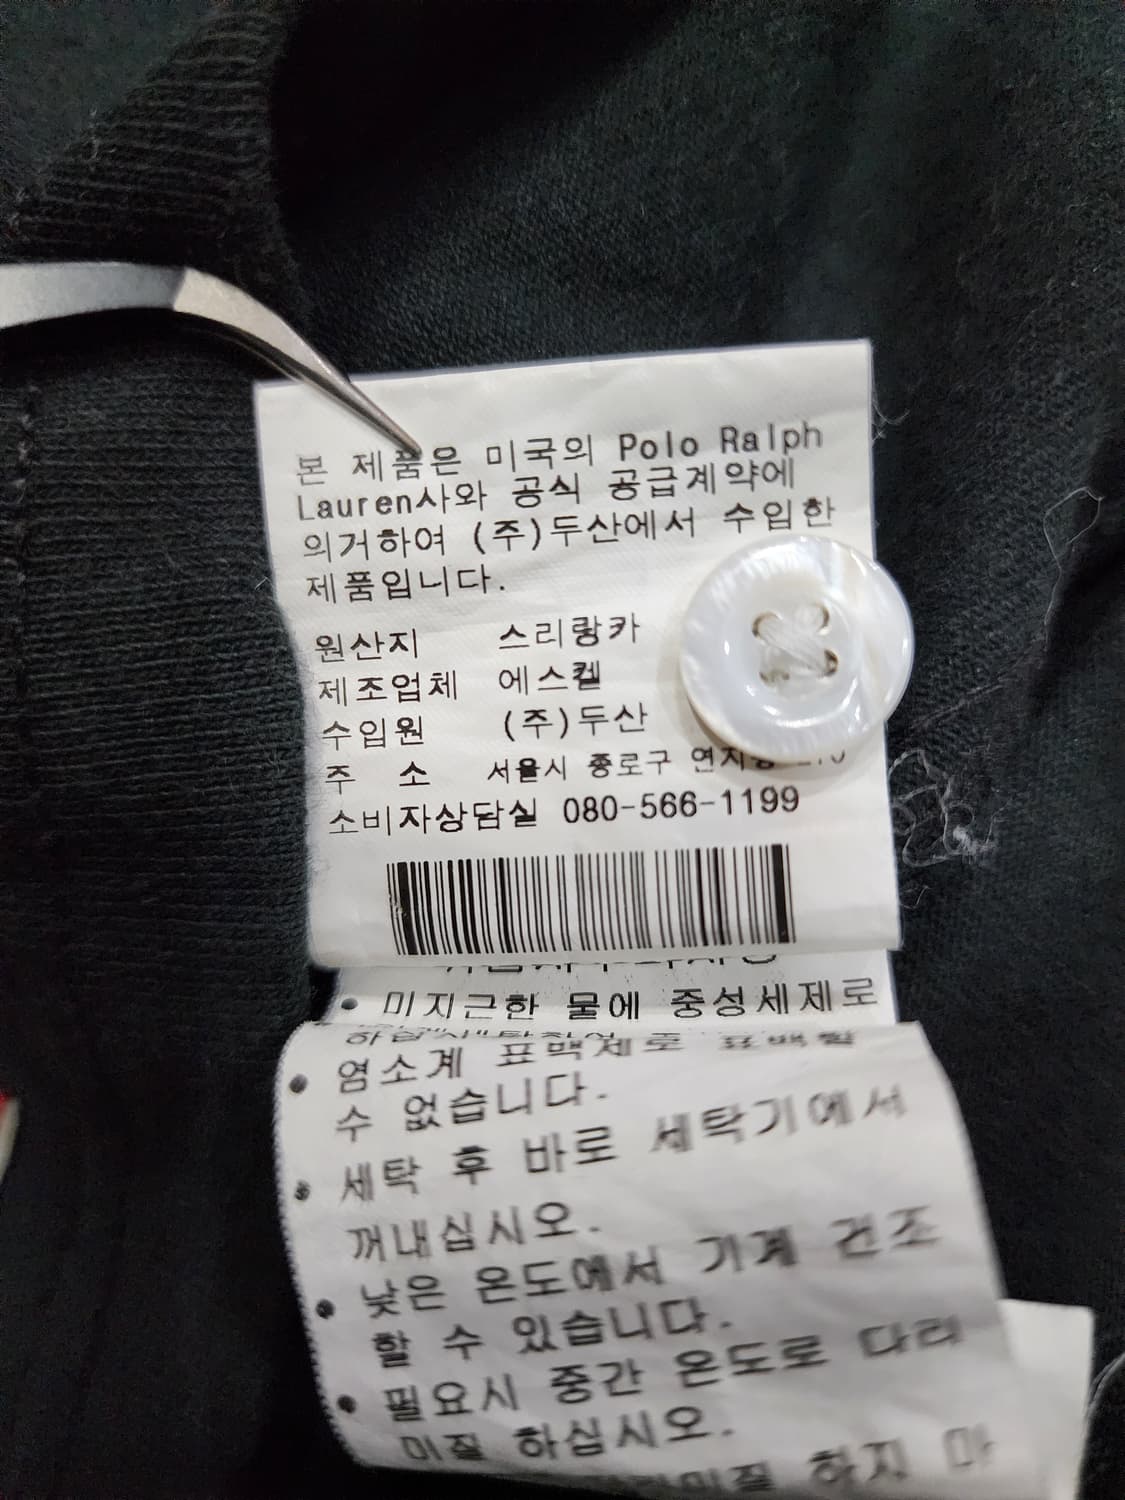 본 제품은 미국의 Polo Ralph
Lauren사와 공식 공급계약에
의거하여 (주)두산에서 수입한
제품입니다.
원산지 스리랑카
제조업체 에스켈
수입원 (주)두산
주 소 서울시 종로구
소비자상담실 080-566-1199
• 미지근한 물에 중성세제로
• 염소계 표백제로 표백할
수 없습니다.
• 세탁 후 바로 세탁기에서
꺼내십시오.
• 낮은 온도에서 기계 건조
할 수 있습니다.
• 필요시 중간 온도로 다리
미질 하십시오.
하지 마